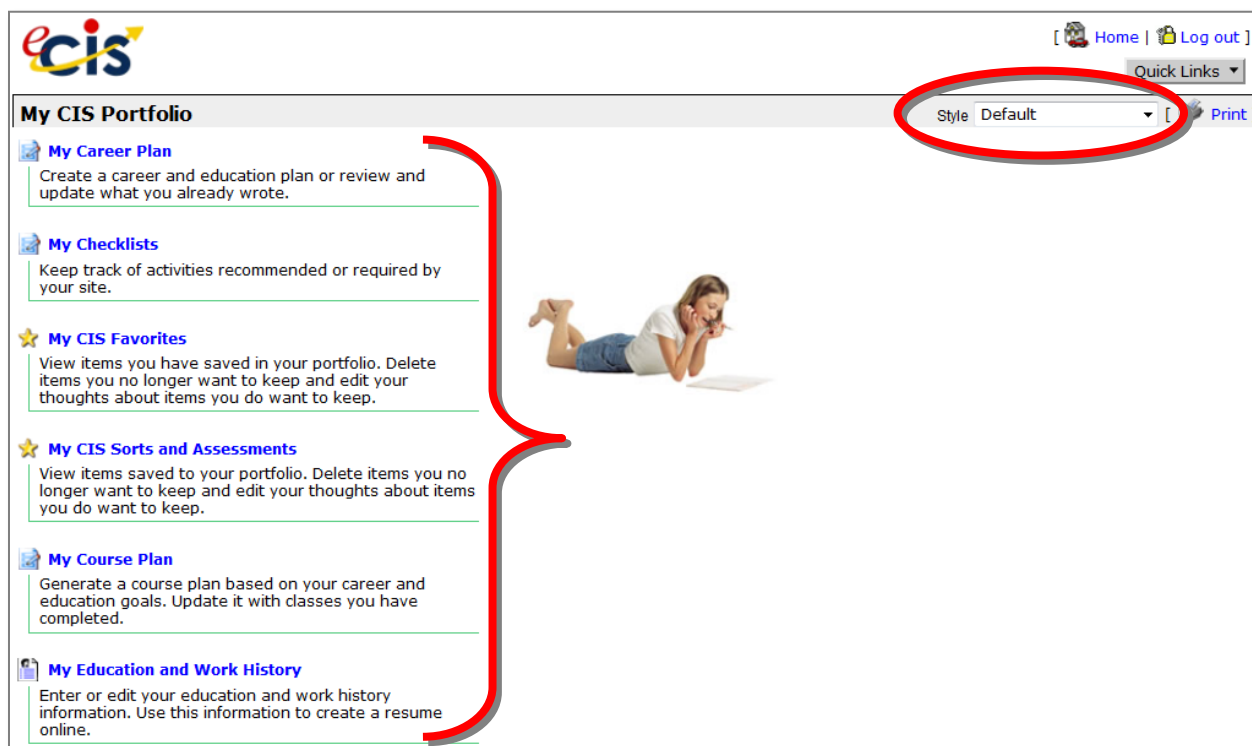 ecis
[ Home | Log out ]
Quick Links
My CIS Portfolio
Style Default [ Print
My Career Plan
Create a career and education plan or review and
update what you already wrote.
My Checklists
Keep track of activities recommended or required by
your site.
My CIS Favorites
View items you have saved in your portfolio. Delete
items you no longer want to keep and edit your
thoughts about items you do want to keep.
My CIS Sorts and Assessments
View items saved to your portfolio. Delete items you no
longer want to keep and edit your thoughts about items
you do want to keep.
My Course Plan
Generate a course plan based on your career and
education goals. Update it with classes you have
completed.
My Education and Work History
Enter or edit your education and work history
information. Use this information to create a resume
online.